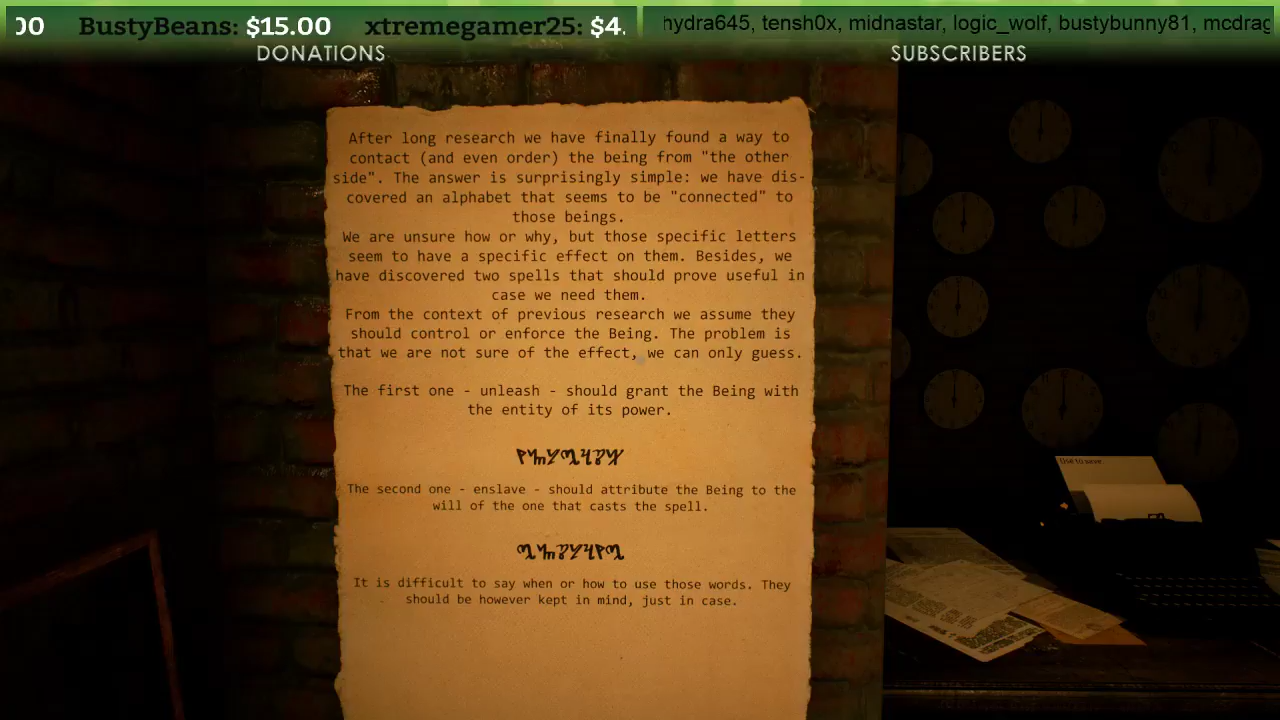 00 BustyBeans: $15.00 xtremegamer25: $4.
hydra645, tensh0x, midnastar, logic_wolf, bustybunny81, mcdrag
DONATIONS
SUBSCRIBERS
After long research we have finally found a way to
contact (and even order) the being from "the other
side". The answer is surprisingly simple: we have dis-
covered an alphabet that seems to be "connected" to
those beings.
We are unsure how or why, but those specific letters
seem to have a specific effect on them. Besides, we
have discovered two spells that should prove useful in
case we need them.
From the context of previous research we assume they
should control or enforce the Being. The problem is
that we are not sure of the effect, we can only guess.
The first one - unleash - should grant the Being with
the entity of its power.
The second one - enslave - should attribute the Being to the
will of the one that casts the spell.
It is difficult to say when or how to use those words. They
should be however kept in mind, just in case.
Use to save.